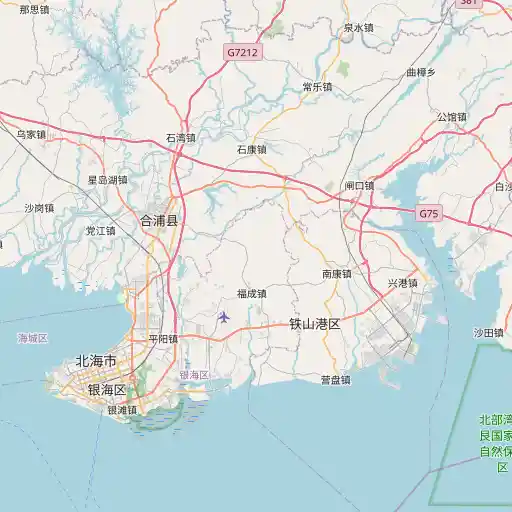 那思镇
泉水镇
S81
G7212
曲樟乡
常乐镇
公馆镇
乌家镇
石湾镇
石康镇
星岛湖镇
闸口镇
白沙
沙岗镇
合浦县
G75
党江镇
南康镇
兴港镇
福成镇
铁山港区
海城区
平阳镇
沙田镇
北海市
银海区
营盘镇
银海区
银滩镇
北部湾
艮国家
自然保
区